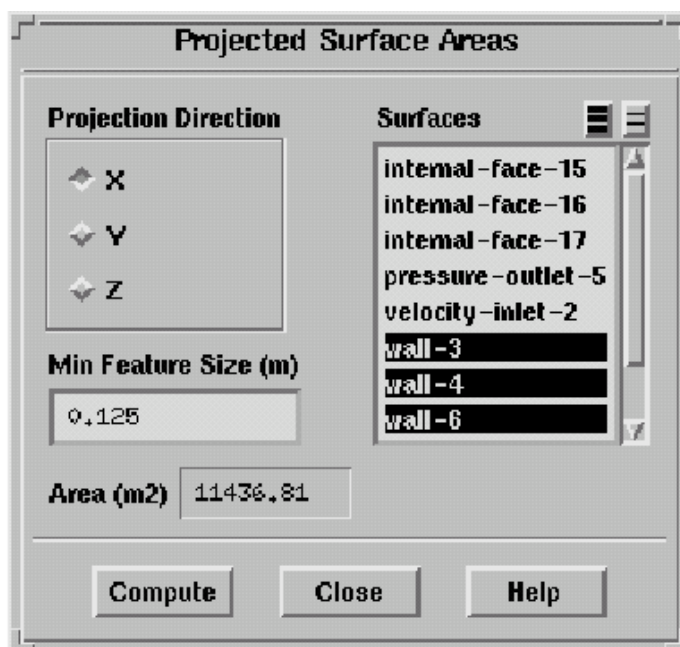 Projected Surface Areas
Projection Direction
X
Y
Z
Min Feature Size (m)
0.125
Surfaces
internal-face-15
internal-face-16
internal-face-17
pressure-outlet-5
velocity-inlet-2
wall-3
wall-4
wall-6
Area (m2) 11436.81
Compute Close Help